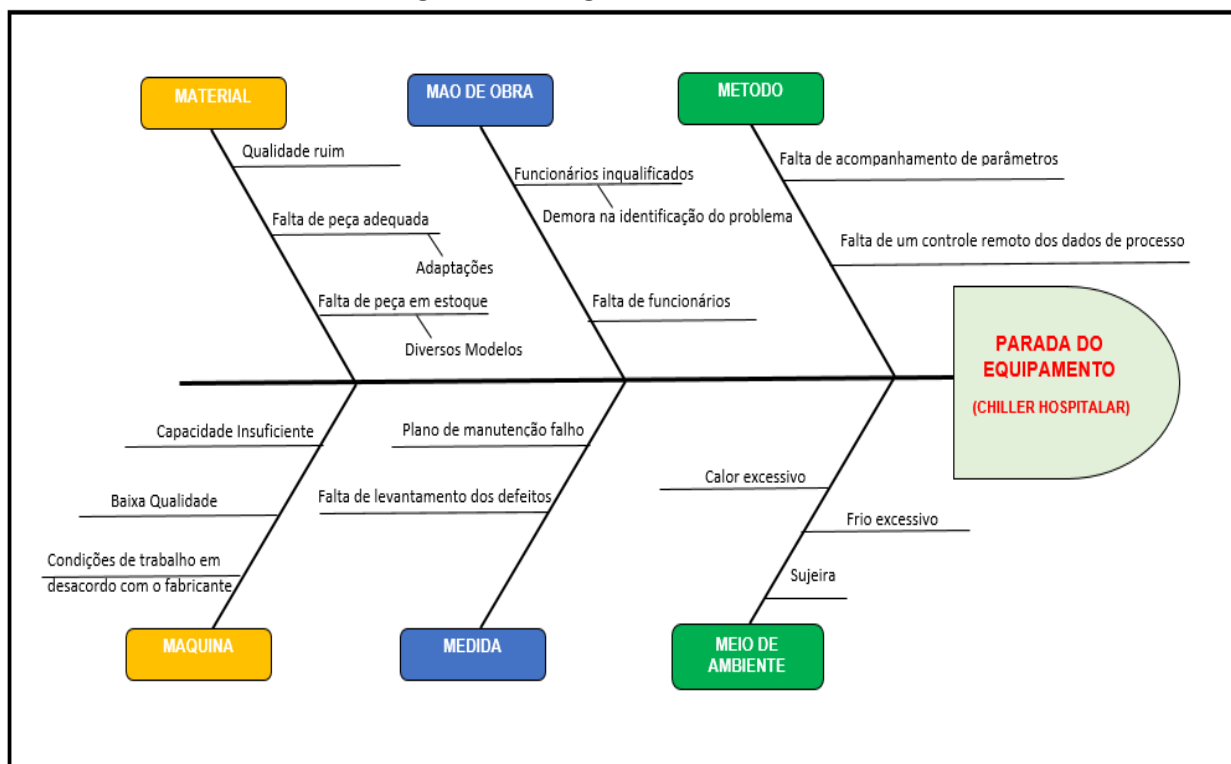 MATERIAL
MAO DE OBRA
METODO
Qualidade ruim
Falta de peça adequada
Adaptações
Falta de peça em estoque
Diversos Modelos
Funcionários inqualificados
Demora na identificação do problema
Falta de funcionários
Falta de acompanhamento de parâmetros
Falta de um controle remoto dos dados de processo
PARADA DO
EQUIPAMENTO
(CHILLER HOSPITALAR)
Capacidade Insuficiente
Baixa Qualidade
Condições de trabalho em
desacordo com o fabricante
Plano de manutenção falho
Falta de levantamento dos defeitos
Calor excessivo
Frio excessivo
Sujeira
MAQUINA
MEDIDA
MEIO DE
AMBIENTE